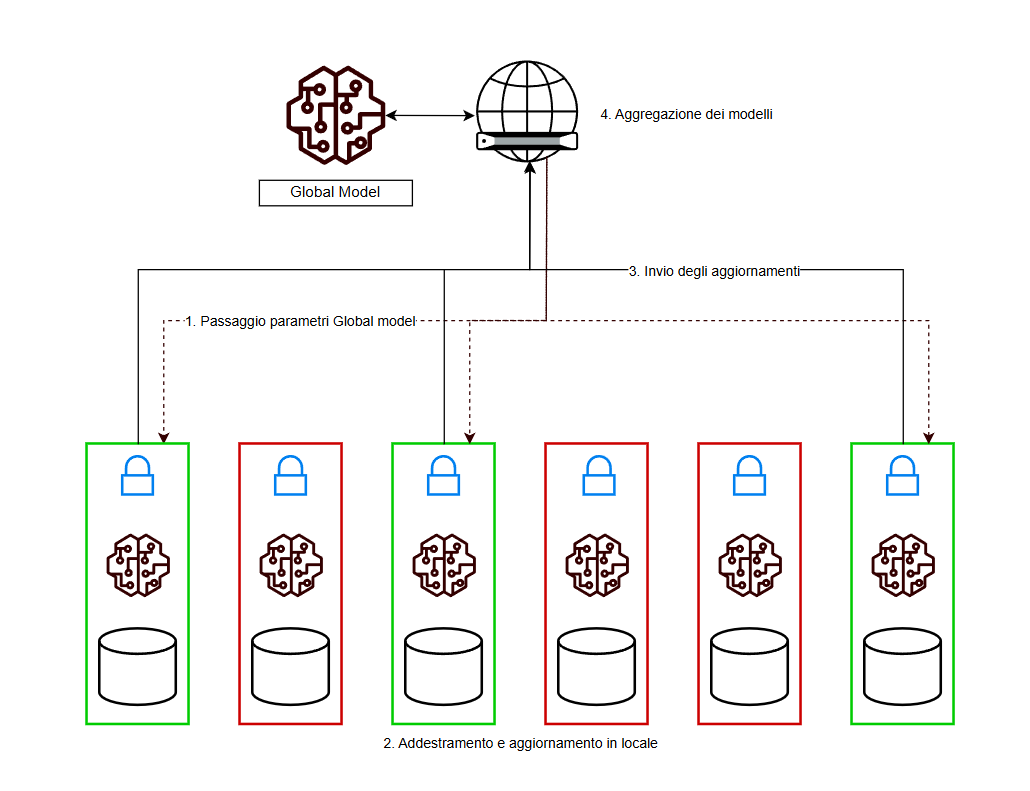 4. Aggregazione dei modelli
Global Model
3. Invio degli aggiornamenti
1. Passaggio parametri Global model
2. Addestramento e aggiornamento in locale